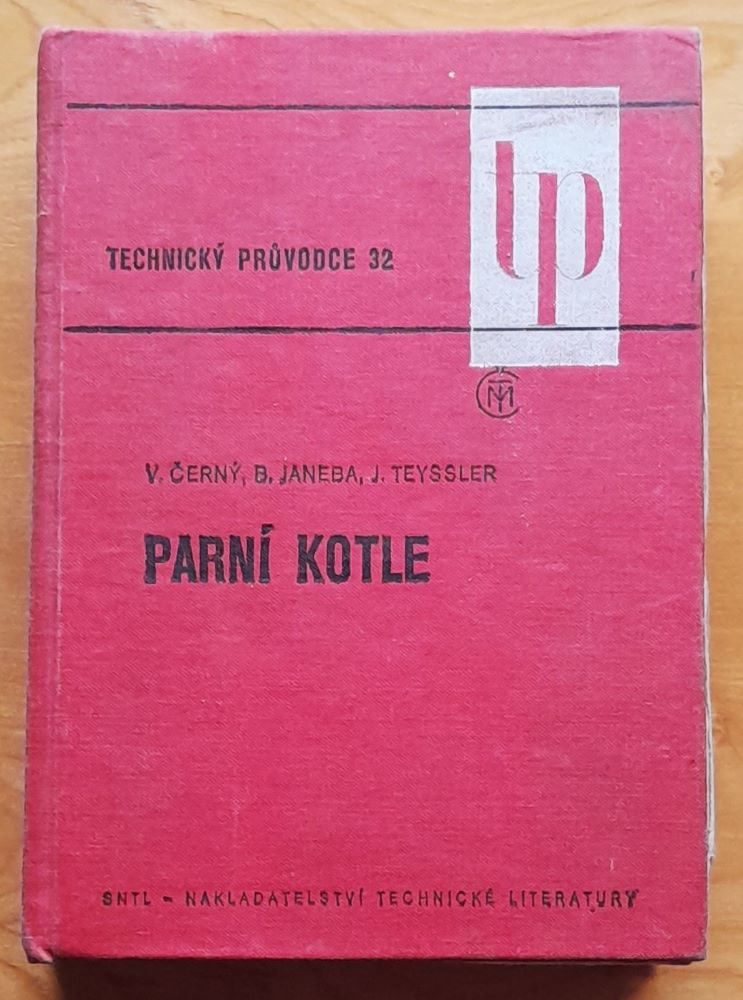 tp
TECHNICKÝ PRŮVODCE 32
V. ČERNÝ, B. JANEBA, J. TEYSSLER
PARNÍ KOTLE
SNTL - NAKLADATELSTVÍ TECHNICKÉ LITERATURY